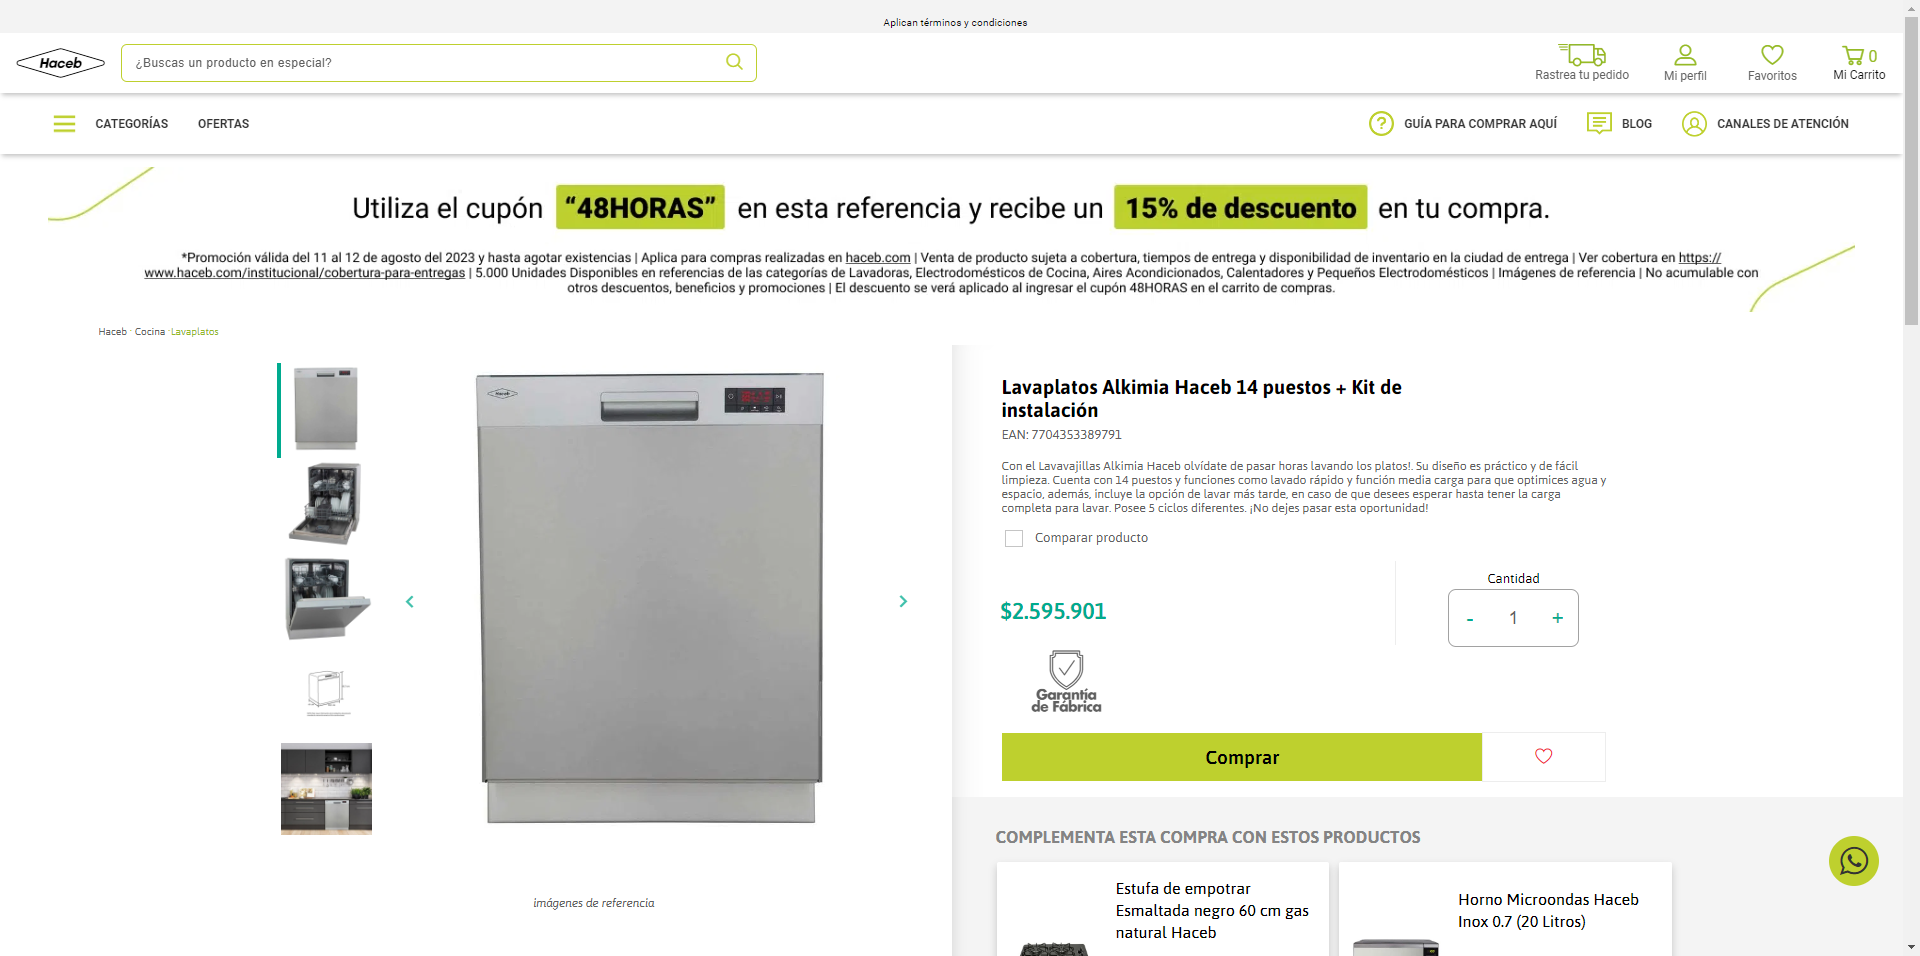 Aplican términos y condiciones
Haceb
¿Buscas un producto en especial?
Rastrea tu pedido
Mi perfil
Favoritos
0
Mi Carrito
CATEGORÍAS
OFERTAS
GUÍA PARA COMPRAR AQUÍ
BLOG
CANALES DE ATENCIÓN
Utiliza el cupón “48HORAS” en esta referencia y recibe un 15% de descuento en tu compra.
*Promoción válida del 11 al 12 de agosto del 2023 y hasta agotar existencias | Aplica para compras realizadas en haceb.com | Venta de producto sujeta a cobertura, tiempos de entrega y disponibilidad de inventario en la ciudad de entrega | Ver cobertura en https://
www.haceb.com/institucional/cobertura-para-entregas | 5.000 Unidades Disponibles en referencias de las categorías de Lavadoras, Electrodomésticos de Cocina, Aires Acondicionados, Calentadores y Pequeños Electrodomésticos | Imágenes de referencia | No acumulable con
otros descuentos, beneficios y promociones | El descuento se verá aplicado al ingresar el cupón 48HORAS en el carrito de compras.
Haceb · Cocina · Lavaplatos
Haceb
imágenes de referencia
Lavaplatos Alkimia Haceb 14 puestos + Kit de
instalación
EAN: 7704353389791
Con el Lavavajillas Alkimia Haceb olvídate de pasar horas lavando los platos!. Su diseño es práctico y de fácil
limpieza. Cuenta con 14 puestos y funciones como lavado rápido y función media carga para que optimices agua y
espacio, además, incluye la opción de lavar más tarde, en caso de que desees esperar hasta tener la carga
completa para lavar. Posee 5 ciclos diferentes. ¡No dejes pasar esta oportunidad!
Comparar producto
$2.595.901
Cantidad
- 1 +
Garantía
de Fábrica
Comprar
COMPLEMENTA ESTA COMPRA CON ESTOS PRODUCTOS
Estufa de empotrar
Esmaltada negro 60 cm gas
natural Haceb
Horno Microondas Haceb
Inox 0.7 (20 Litros)